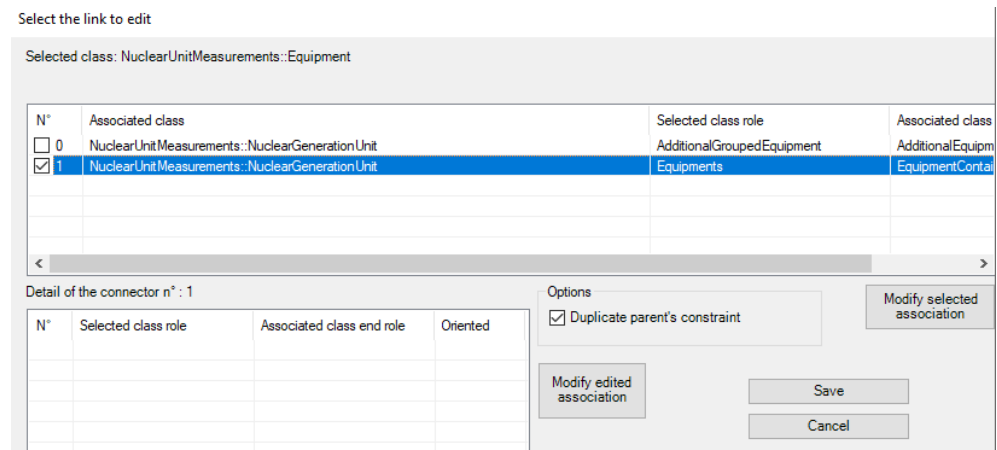 Select the link to edit
Selected class: NuclearUnitMeasurements::Equipment
N° Associated class Selected class role Associated class
0 NuclearUnitMeasurements::NuclearGenerationUnit AdditionalGroupedEquipment AdditionalEquipm
1 NuclearUnitMeasurements::NuclearGenerationUnit Equipments EquipmentContai
Detail of the connector n° : 1
N° Selected class role Associated class end role Oriented
Options
Duplicate parent's constraint
Modify selected
association
Modify edited
association
Save
Cancel